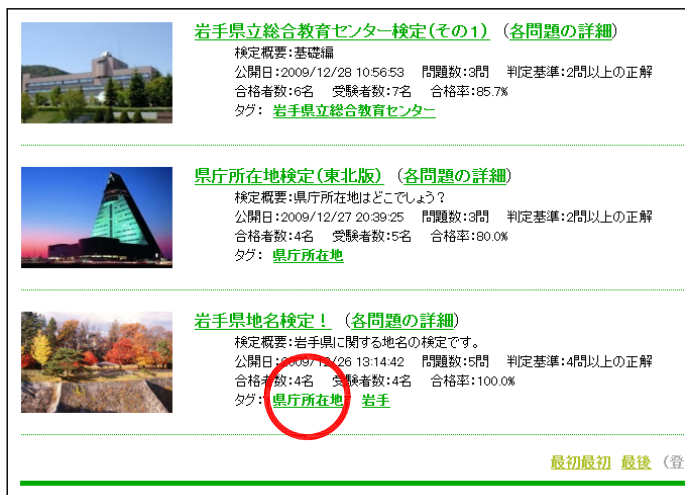 岩手県立総合教育センター検定(その1) (各問題の詳細)
検定概要:基礎編
公開日:2009/12/28 10:56:53 問題数:3問 判定基準:2問以上の正解
合格者数:6名 受験者数:7名 合格率:85.7%
タグ: 岩手県立総合教育センター
県庁所在地検定(東北版) (各問題の詳細)
検定概要:県庁所在地はどこでしょう?
公開日:2009/12/27 20:39:25 問題数:3問 判定基準:2問以上の正解
合格者数:4名 受験者数:5名 合格率:80.0%
タグ: 県庁所在地
岩手県地名検定! (各問題の詳細)
検定概要:岩手県に関する地名の検定です。
公開日:2009/12/26 13:14:42 問題数:5問 判定基準:4問以上の正解
合格者数:4名 受験者数:4名 合格率:100.0%
タグ: 県庁所在地 岩手
最初最初 最後 (登